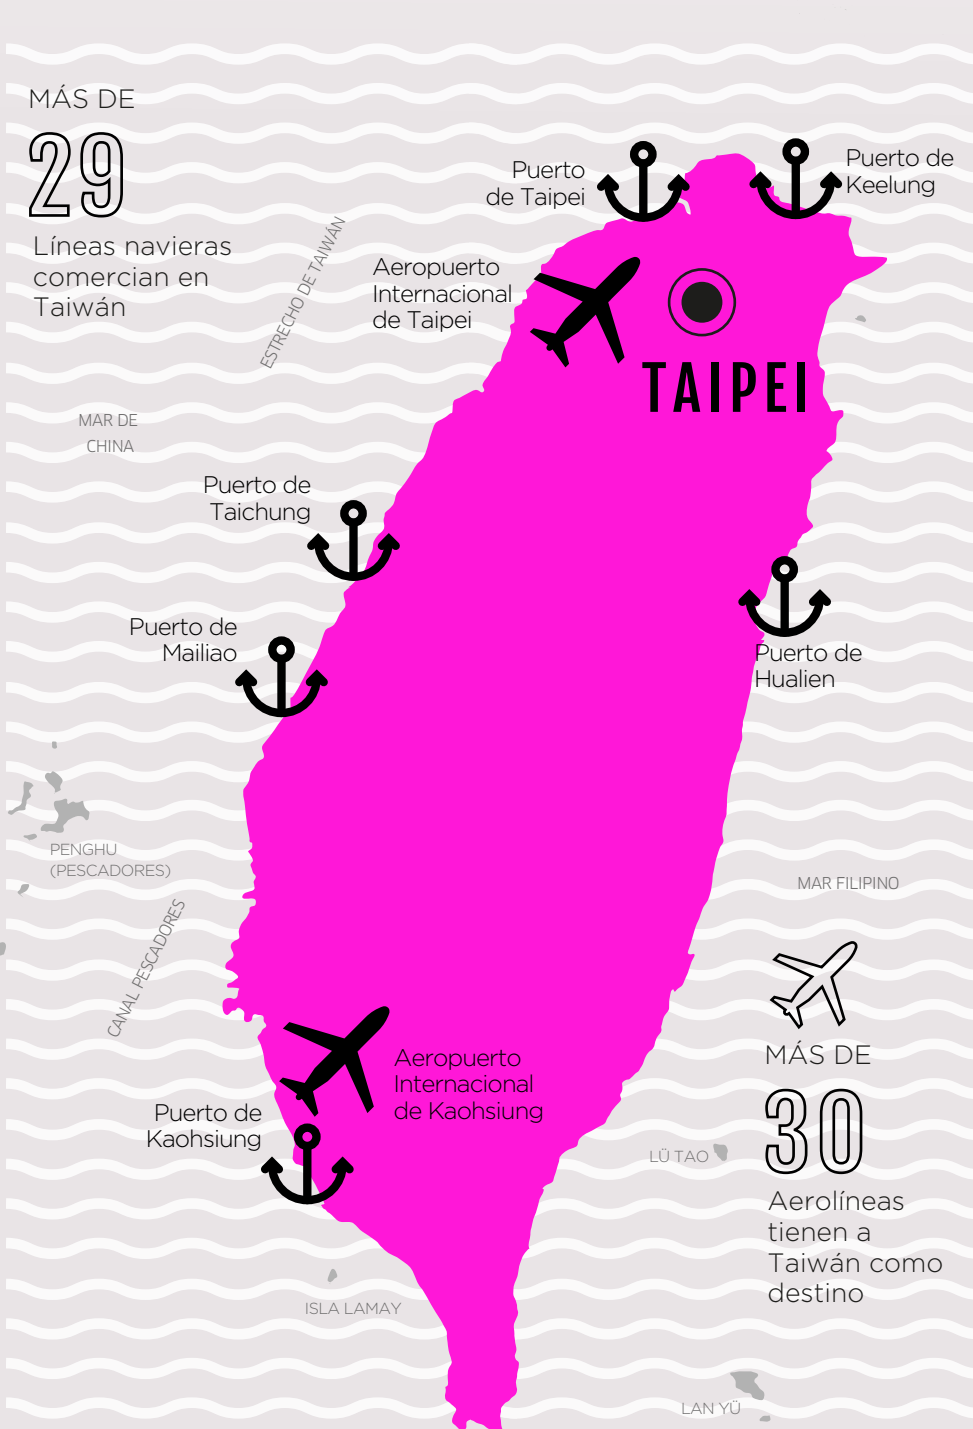 MÁS DE
29
Líneas navieras
comercian en
Taiwán
ESTRECHO DE TAIWÁN
Puerto
de Taipei
Puerto de
Keelung
Aeropuerto
Internacional
de Taipei
TAIPEI
MAR DE
CHINA
Puerto de
Taichung
Puerto de
Mailiao
Puerto de
Hualien
PENGHU
(PESCADORES)
CANAL PESCADORES
MAR FILIPINO
MÁS DE
30
Aerolíneas
tienen a
Taiwán como
destino
Aeropuerto
Internacional
de Kaohsiung
Puerto de
Kaohsiung
LÜ TAO
ISLA LAMAY
LAN YÜ